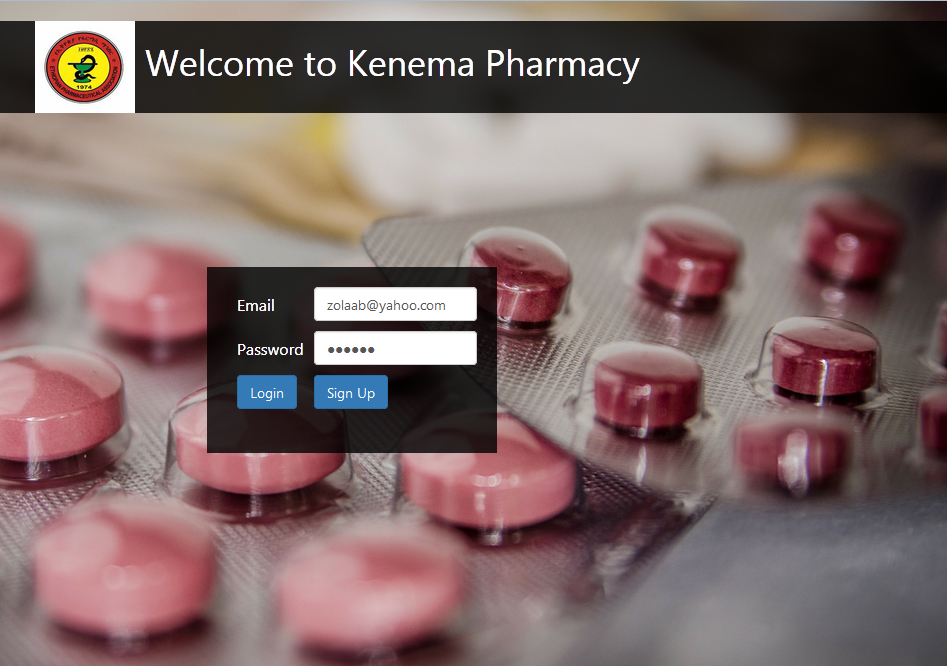 Welcome to Kenema Pharmacy
1974
Email
zolaab@yahoo.com
Password
••••••
Login
Sign Up